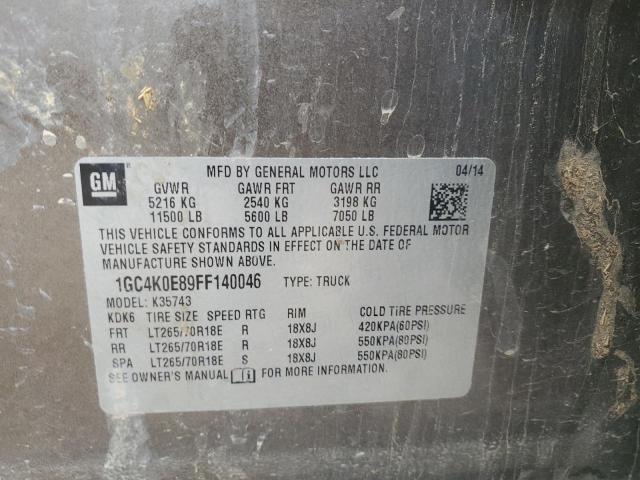 GM
MFD BY GENERAL MOTORS LLC 04/14
GVWR GAWR FRT GAWR RR
5216 KG 2540 KG 3198 KG
11500 LB 5600 LB 7050 LB
THIS VEHICLE CONFORMS TO ALL APPLICABLE U.S. FEDERAL MOTOR
VEHICLE SAFETY STANDARDS IN EFFECT ON THE DATE OF
MANUFACTURE SHOWN ABOVE.
1GC4K0E89FF140046 TYPE: TRUCK
MODEL: K35743
KDK6 TIRE SIZE SPEED RTG RIM COLD TIRE PRESSURE
FRT LT265/70R18E R 18X8J 420KPA(60PSI)
RR LT265/70R18E R 18X8J 550KPA(80PSI)
SPA LT265/70R18E S 18X8J 550KPA(80PSI)
SEE OWNER'S MANUAL FOR MORE INFORMATION.